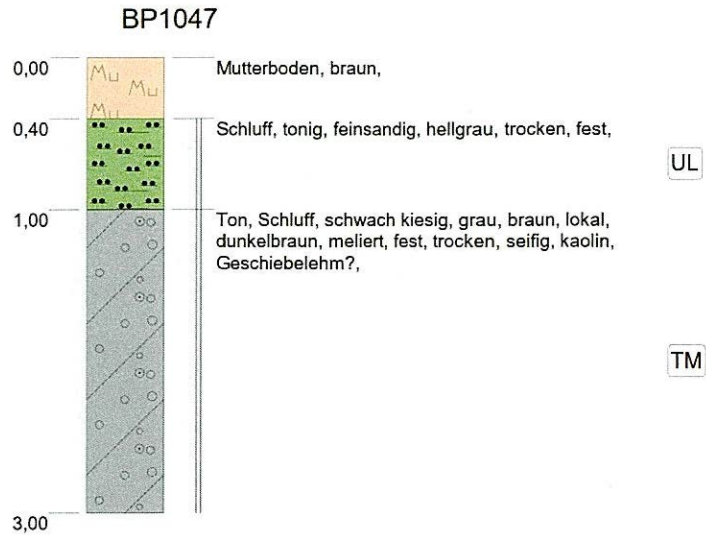 BP1047
0,00 Mutterboden, braun,
0,40 Schluff, tonig, feinsandig, hellgrau, trocken, fest,
UL
1,00 Ton, Schluff, schwach kiesig, grau, braun, lokal,
dunkelbraun, meliert, fest, trocken, seifig, kaolin,
Geschiebelehm?,
TM
3,00
Mu
Mu
Mu